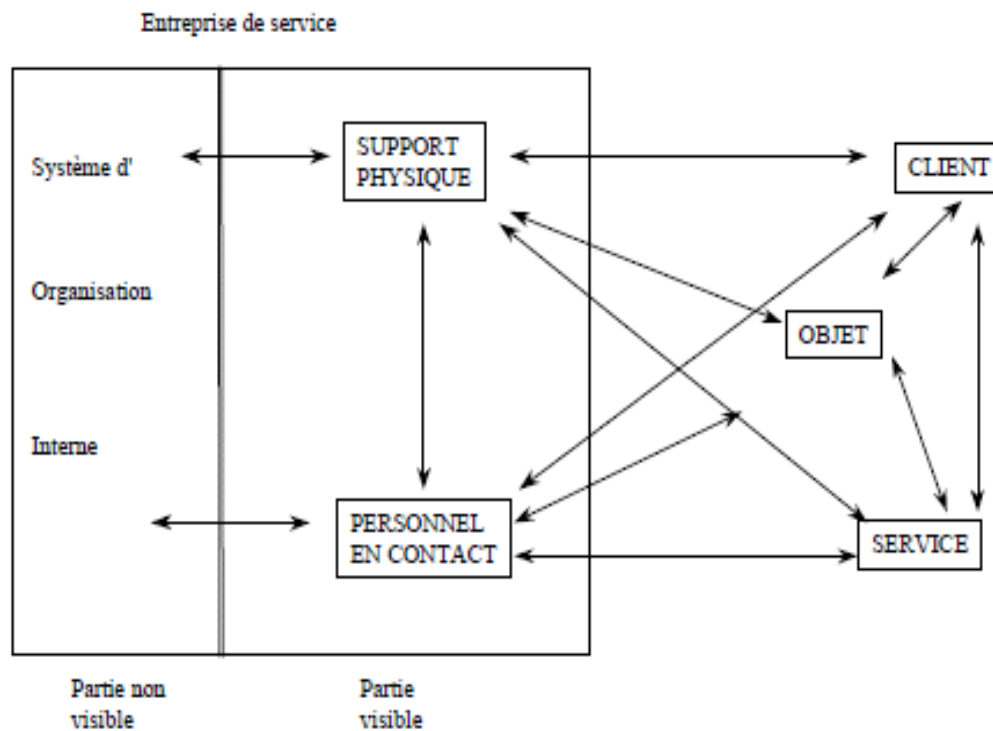 Entreprise de service
Système d'
Organisation
Interne
SUPPORT
PHYSIQUE
PERSONNEL
EN CONTACT
CLIENT
OBJET
SERVICE
Partie non
visible
Partie
visible